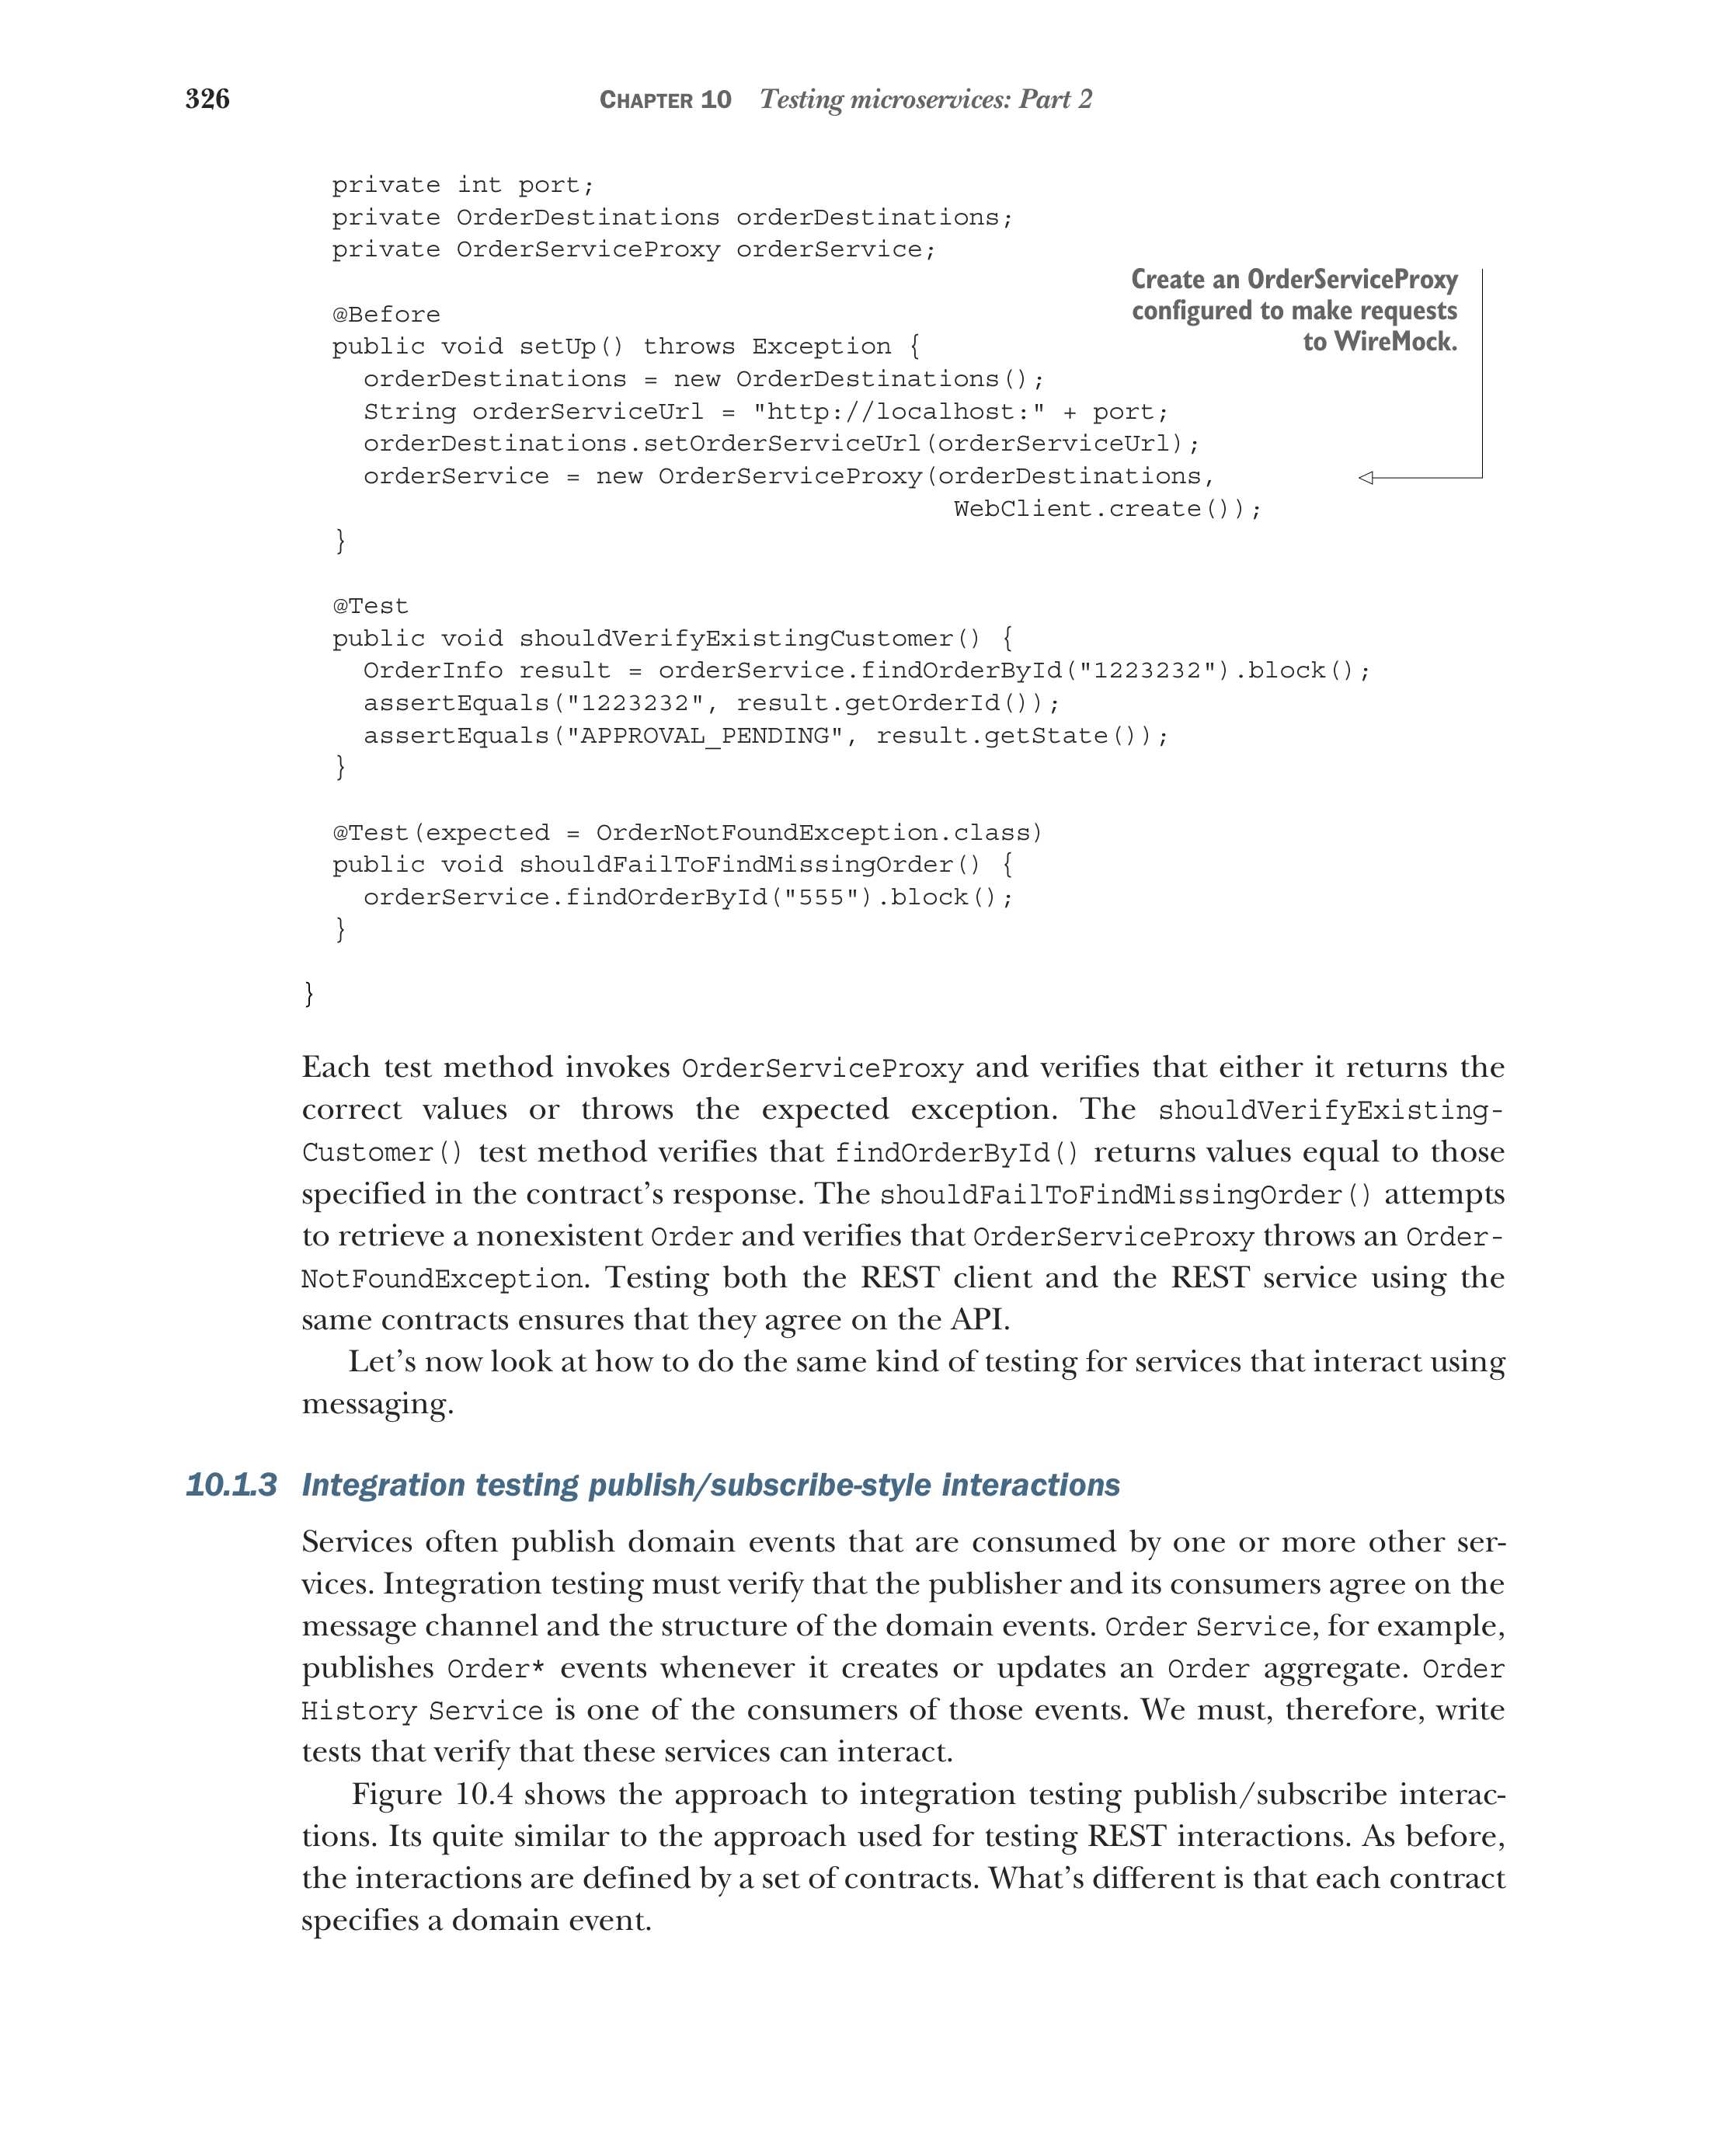 326 CHAPTER 10 Testing microservices: Part 2
private int port;
private OrderDestinations orderDestinations;
private OrderServiceProxy orderService;
Create an OrderServiceProxy
configured to make requests
to WireMock.
@Before
public void setUp() throws Exception {
orderDestinations = new OrderDestinations();
String orderServiceUrl = "http://localhost:" + port;
orderDestinations.setOrderServiceUrl(orderServiceUrl);
orderService = new OrderServiceProxy(orderDestinations,
WebClient.create());
}
@Test
public void shouldVerifyExistingCustomer() {
OrderInfo result = orderService.findOrderById("1223232").block();
assertEquals("1223232", result.getOrderId());
assertEquals("APPROVAL_PENDING", result.getState());
}
@Test(expected = OrderNotFoundException.class)
public void shouldFailToFindMissingOrder() {
orderService.findOrderById("555").block();
}
}
Each test method invokes OrderServiceProxy and verifies that either it returns the
correct values or throws the expected exception. The shouldVerifyExisting-
Customer() test method verifies that findOrderById() returns values equal to those
specified in the contract's response. The shouldFailToFindMissingOrder() attempts
to retrieve a nonexistent Order and verifies that OrderServiceProxy throws an Order-
NotFoundException. Testing both the REST client and the REST service using the
same contracts ensures that they agree on the API.
Let's now look at how to do the same kind of testing for services that interact using
messaging.
10.1.3 Integration testing publish/subscribe-style interactions
Services often publish domain events that are consumed by one or more other ser-
vices. Integration testing must verify that the publisher and its consumers agree on the
message channel and the structure of the domain events. Order Service, for example,
publishes Order* events whenever it creates or updates an Order aggregate. Order
History Service is one of the consumers of those events. We must, therefore, write
tests that verify that these services can interact.
Figure 10.4 shows the approach to integration testing publish/subscribe interac-
tions. Its quite similar to the approach used for testing REST interactions. As before,
the interactions are defined by a set of contracts. What's different is that each contract
specifies a domain event.